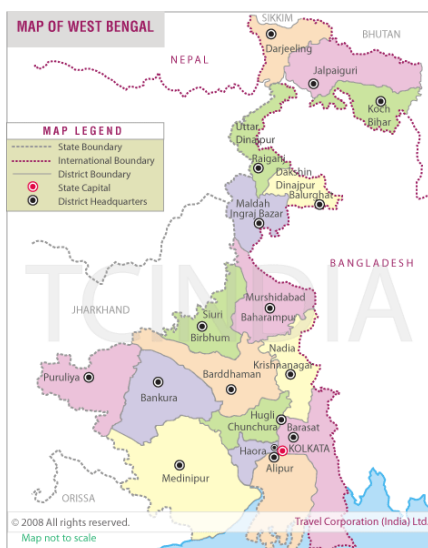 MAP OF WEST BENGAL
SIKKIM
BHUTAN
NEPAL
Darjeeling
Jalpaiguri
Koch
Bihar
MAP LEGEND
State Boundary
International Boundary
District Boundary
State Capital
District Headquarters
Uttar
Dinajpur
Raiganj
Dakshin
Dinajpur
Balurghat
Maldah
Ingraj Bazar
BANGLADESH
TCINDIA
JHARKHAND
Murshidabad
Baharampur
Siuri
Birbhum
Nadia
Krishnanagar
Puruliya
Barddhaman
Bankura
Hugli
Chunchura
Barasat
Haora
KOLKATA
Alipur
Medinipur
ORISSA
© 2008 All rights reserved.
Travel Corporation (India) Ltd.
Map not to scale